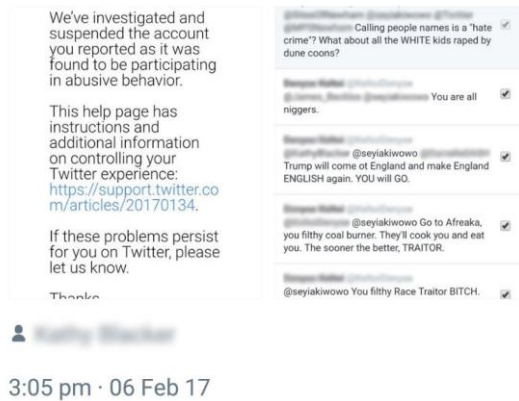 We've investigated and
suspended the account
you reported as it was
found to be participating
in abusive behavior.
This help page has
instructions and
additional information
on controlling your
Twitter experience:
https://support.twitter.co
m/articles/20170134.
If these problems persist
for you on Twitter, please
let us know.
Thanks
Calling people names is a "hate
crime"? What about all the WHITE kids raped by
dune coons?
You are all
niggers.
@seyiakiwowo
Trump will come ot England and make England
ENGLISH again. YOU will GO.
@seyiakiwowo Go to Afreaka,
you filthy coal burner. They'll cook you and eat
you. The sooner the better, TRAITOR.
@seyiakiwowo You filthy Race Traitor BITCH.
3:05 pm · 06 Feb 17